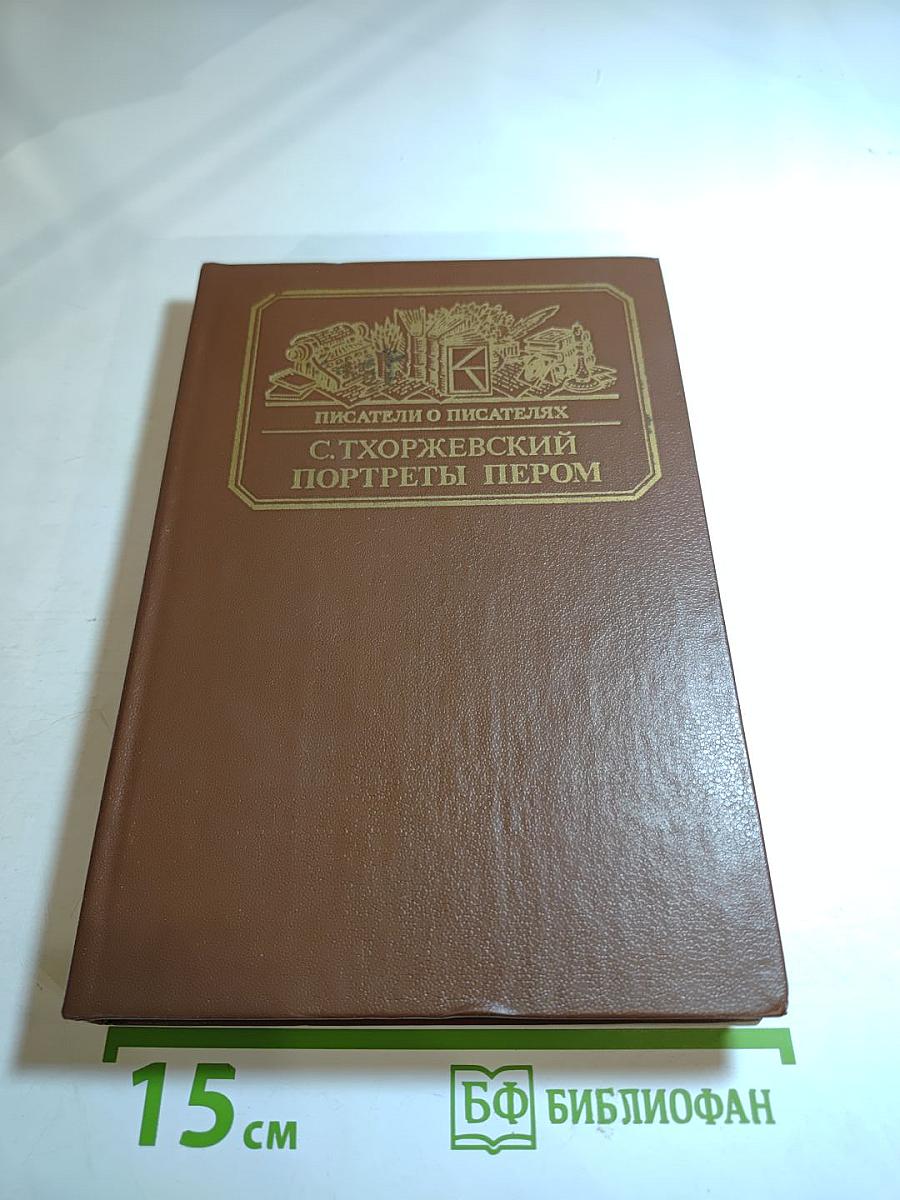 ПИСАТЕЛИ О ПИСАТЕЛЯХ
С. ТХОРЖЕВСКИЙ
ПОРТРЕТЫ ПЕРОМ
15 см
БФ БИБЛИОФАН